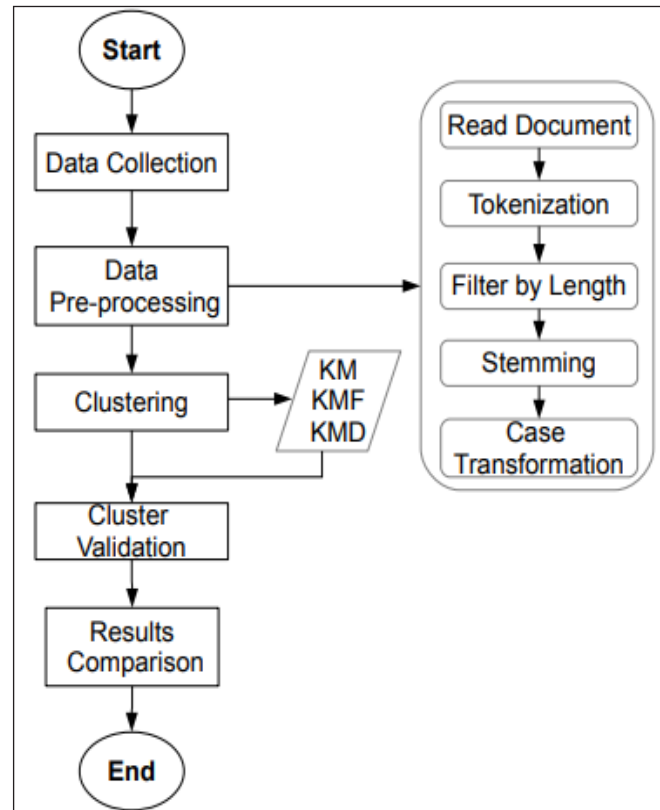 Start
Data Collection
Data
Pre-processing
Clustering
KM
KMF
KMD
Cluster
Validation
Results
Comparison
End
Read Document
Tokenization
Filter by Length
Stemming
Case
Transformation